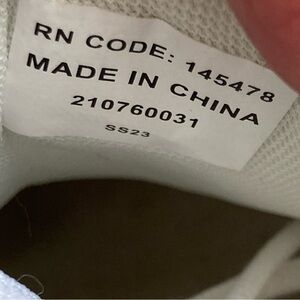 RN CODE: 145478
MADE IN CHINA
210760031
SS23